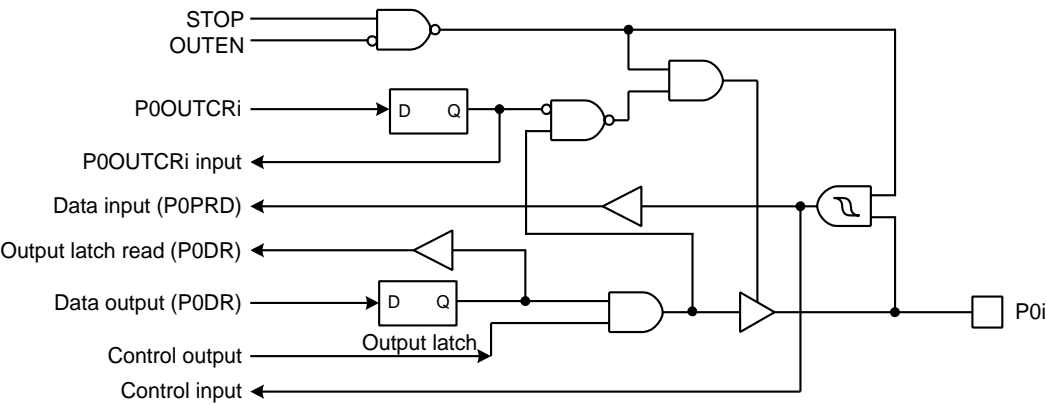 STOP
OUTEN
P0OUTCRi
D Q
P0OUTCRi input
Data input (P0PRD)
Output latch read (P0DR)
Data output (P0DR)
D Q
P0i
Output latch
Control output
Control input